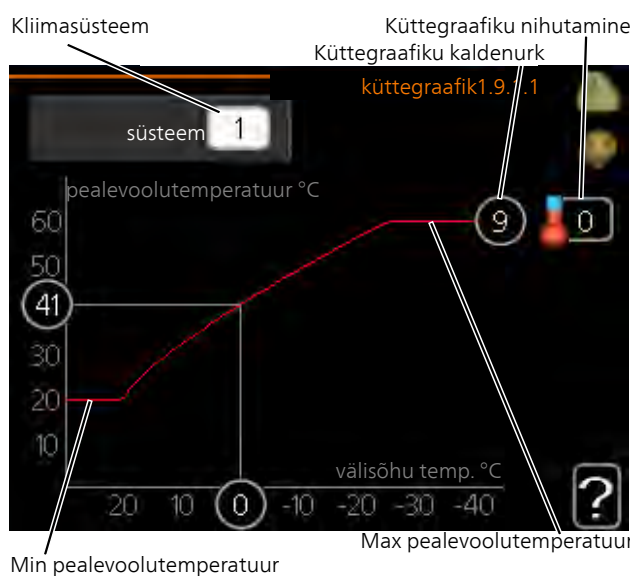 Kliimasüsteem
Küttegraafiku nihutamine
Küttegraafiku kaldenurk
küttegraafik1.9.1.1
süsteem 1
pealevoolutemperatuur °C
60
9
0
50
41
30
20
10
välisõhu temp. °C
20 10 0 -10 -20 -30 -40
?
Max pealevoolutemperatuur
Min pealevoolutemperatuur